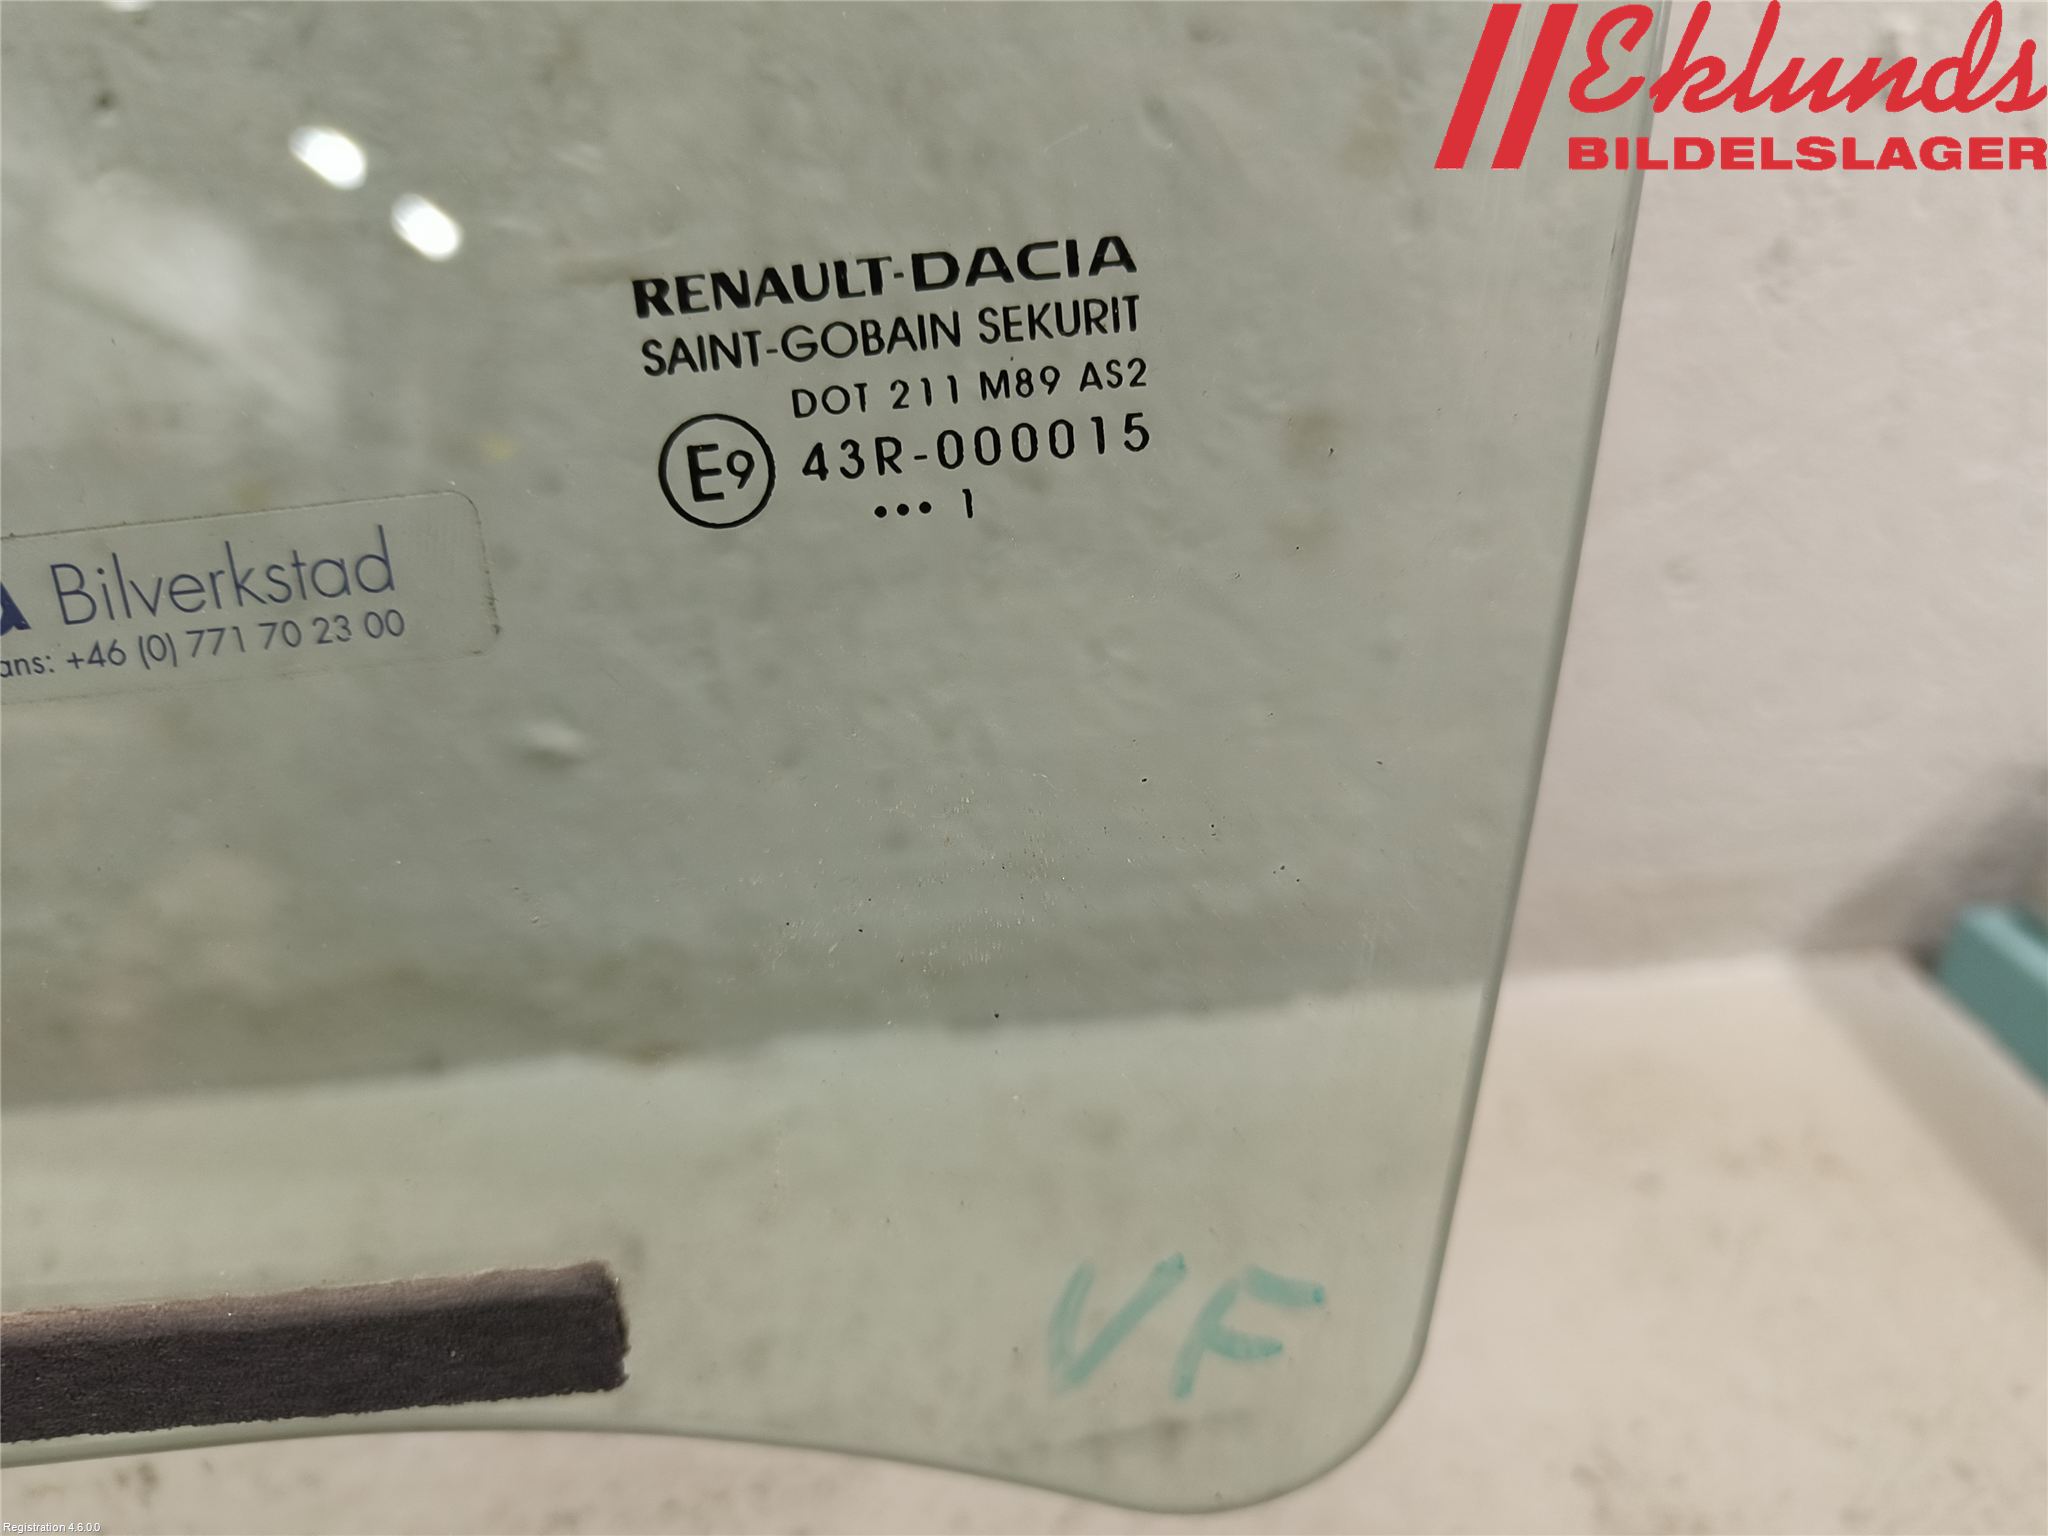 Eklunds
BILDELSLAGER
RENAULT-DACIA
SAINT-GOBAIN SEKURIT
DOT 211 M89 AS2
E9 43R-000015
••• 1
Bilverkstad
+46 (0) 771 70 23 00
VF
Registration 4.6.0.0